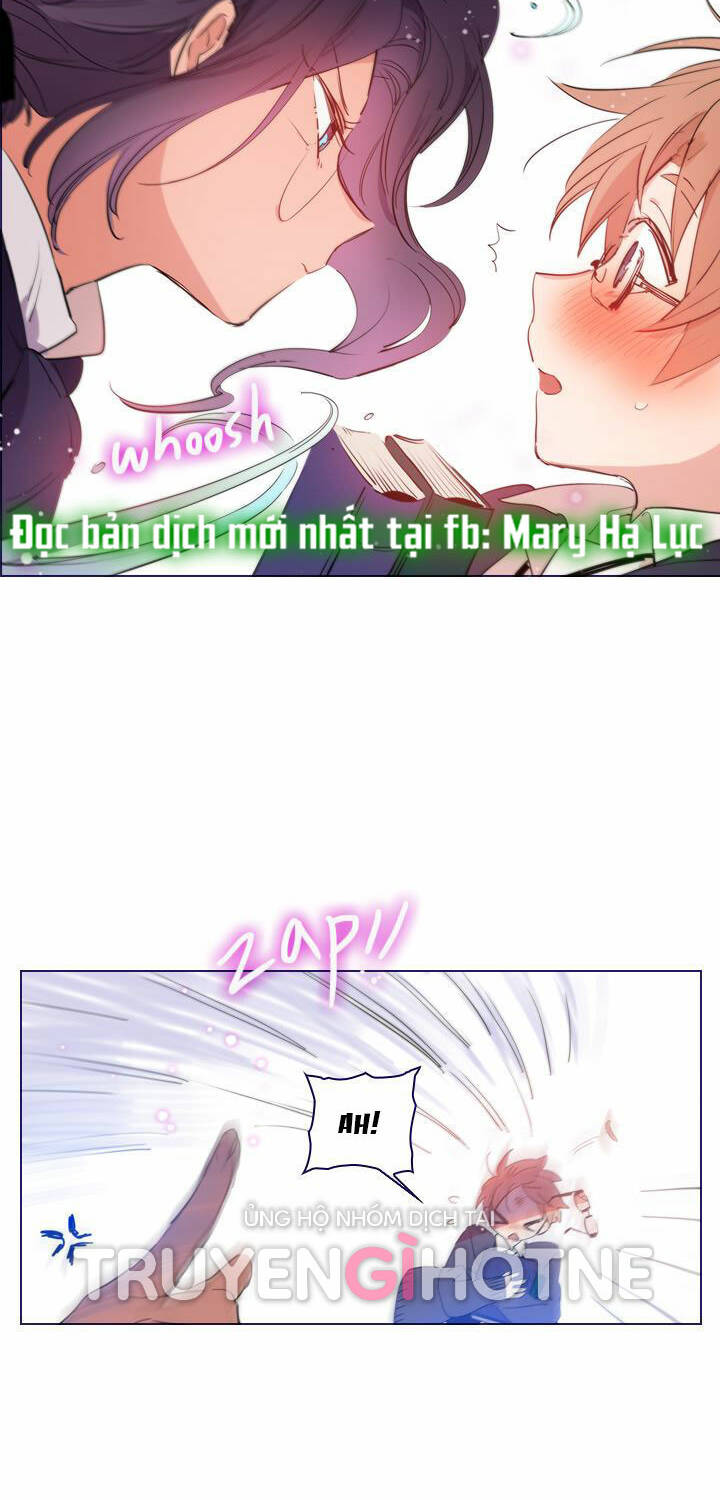 whoosh
Đọc bản dịch mới nhất tại fb: Mary Hạ Lục
ZAP!!
AH!
ỦNG HỘ NHÓM DỊCH TẠI
TRUYENGIHOTNE